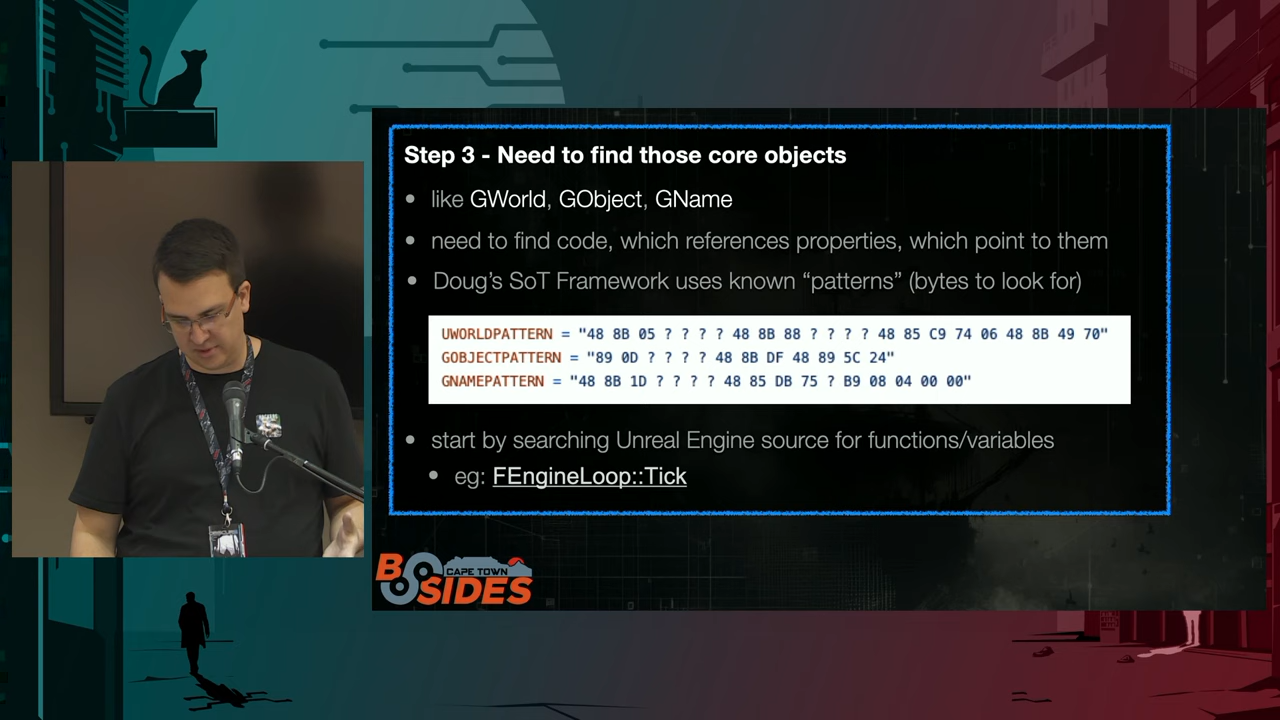 Step 3 - Need to find those core objects
like GWorld, GObject, GName
need to find code, which references properties, which point to them
Doug's SoT Framework uses known “patterns” (bytes to look for)
UWORLDPATTERN = "48 8B 05 ? ? ? ? 48 8B 88 ? ? ? ? 48 85 C9 74 06 48 8B 49 70"
GOBJECTPATTERN = "89 0D ? ? ? ? 48 8B DF 48 89 5C 24"
GNAMEPATTERN = "48 8B 1D ? ? ? ? 48 85 DB 75 ? B9 08 04 00 00"
start by searching Unreal Engine source for functions/variables
eg: FEngineLoop::Tick
CAPE TOWN
BSIDES